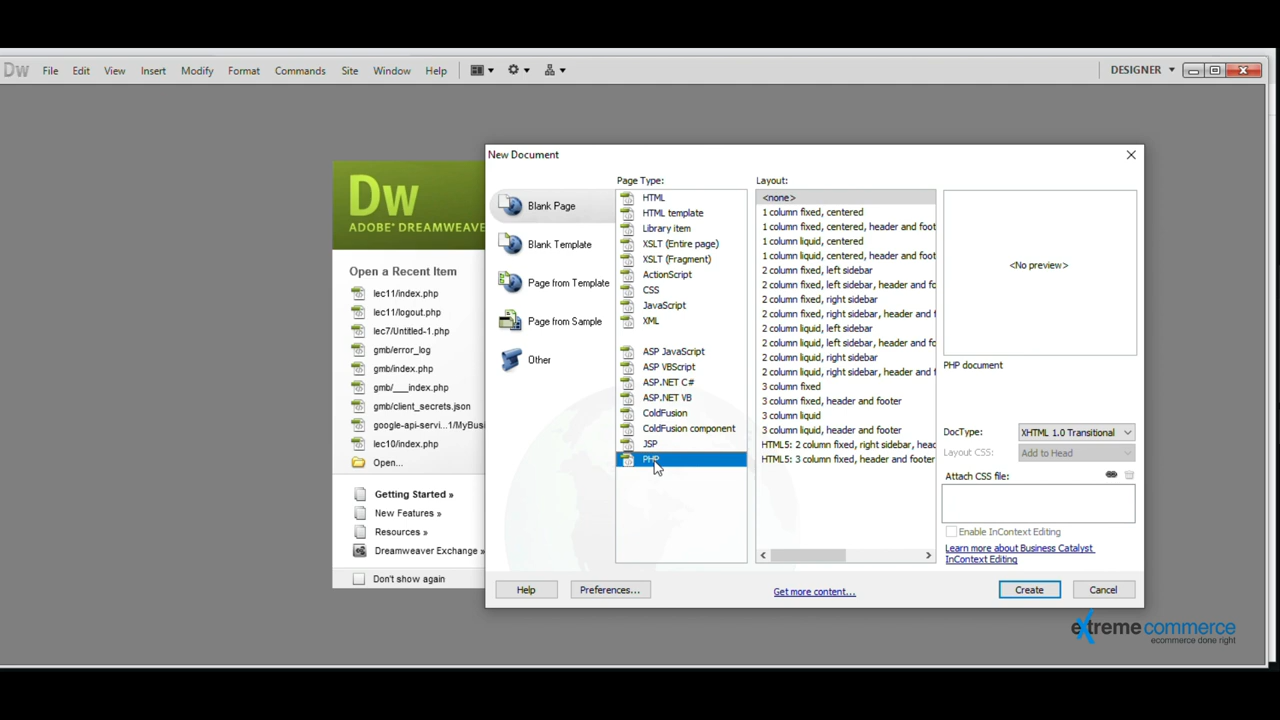 Dw File Edit View Insert Modify Format Commands Site Window Help DESIGNER
New Document
Dw
ADOBE® DREAMWEAVE
Open a Recent Item
lec11/index.php
lec11/logout.php
lec7/Untitled-1.php
gmb/error_log
gmb/index.php
gmb/___index.php
gmb/client_secrets.json
google-api-servi...1/MyBusi
lec10/index.php
Open...
Getting Started »
New Features »
Resources »
Dreamweaver Exchange »
Don't show again
Blank Page
Blank Template
Page from Template
Page from Sample
Other
Page Type:
HTML
HTML template
Library item
XSLT (Entire page)
XSLT (Fragment)
ActionScript
CSS
JavaScript
XML
ASP JavaScript
ASP VBScript
ASP.NET C#
ASP.NET VB
ColdFusion
ColdFusion component
JSP
PHP
Layout:
<none>
1 column fixed, centered
1 column fixed, centered, header and foot
1 column liquid, centered
1 column liquid, centered, header and foot
2 column fixed, left sidebar
2 column fixed, left sidebar, header and fo
2 column fixed, right sidebar
2 column fixed, right sidebar, header and f
2 column liquid, left sidebar
2 column liquid, left sidebar, header and fo
2 column liquid, right sidebar
2 column liquid, right sidebar, header and f
3 column fixed
3 column fixed, header and footer
3 column liquid
3 column liquid, header and footer
HTML5: 2 column fixed, right sidebar, head
HTML5: 3 column fixed, header and footer
<No preview>
PHP document
DocType: XHTML 1.0 Transitional
Layout CSS: Add to Head
Attach CSS file:
Enable InContext Editing
Learn more about Business Catalyst
InContext Editing
Help Preferences... Get more content... Create Cancel
extreme commerce
ecommerce done right